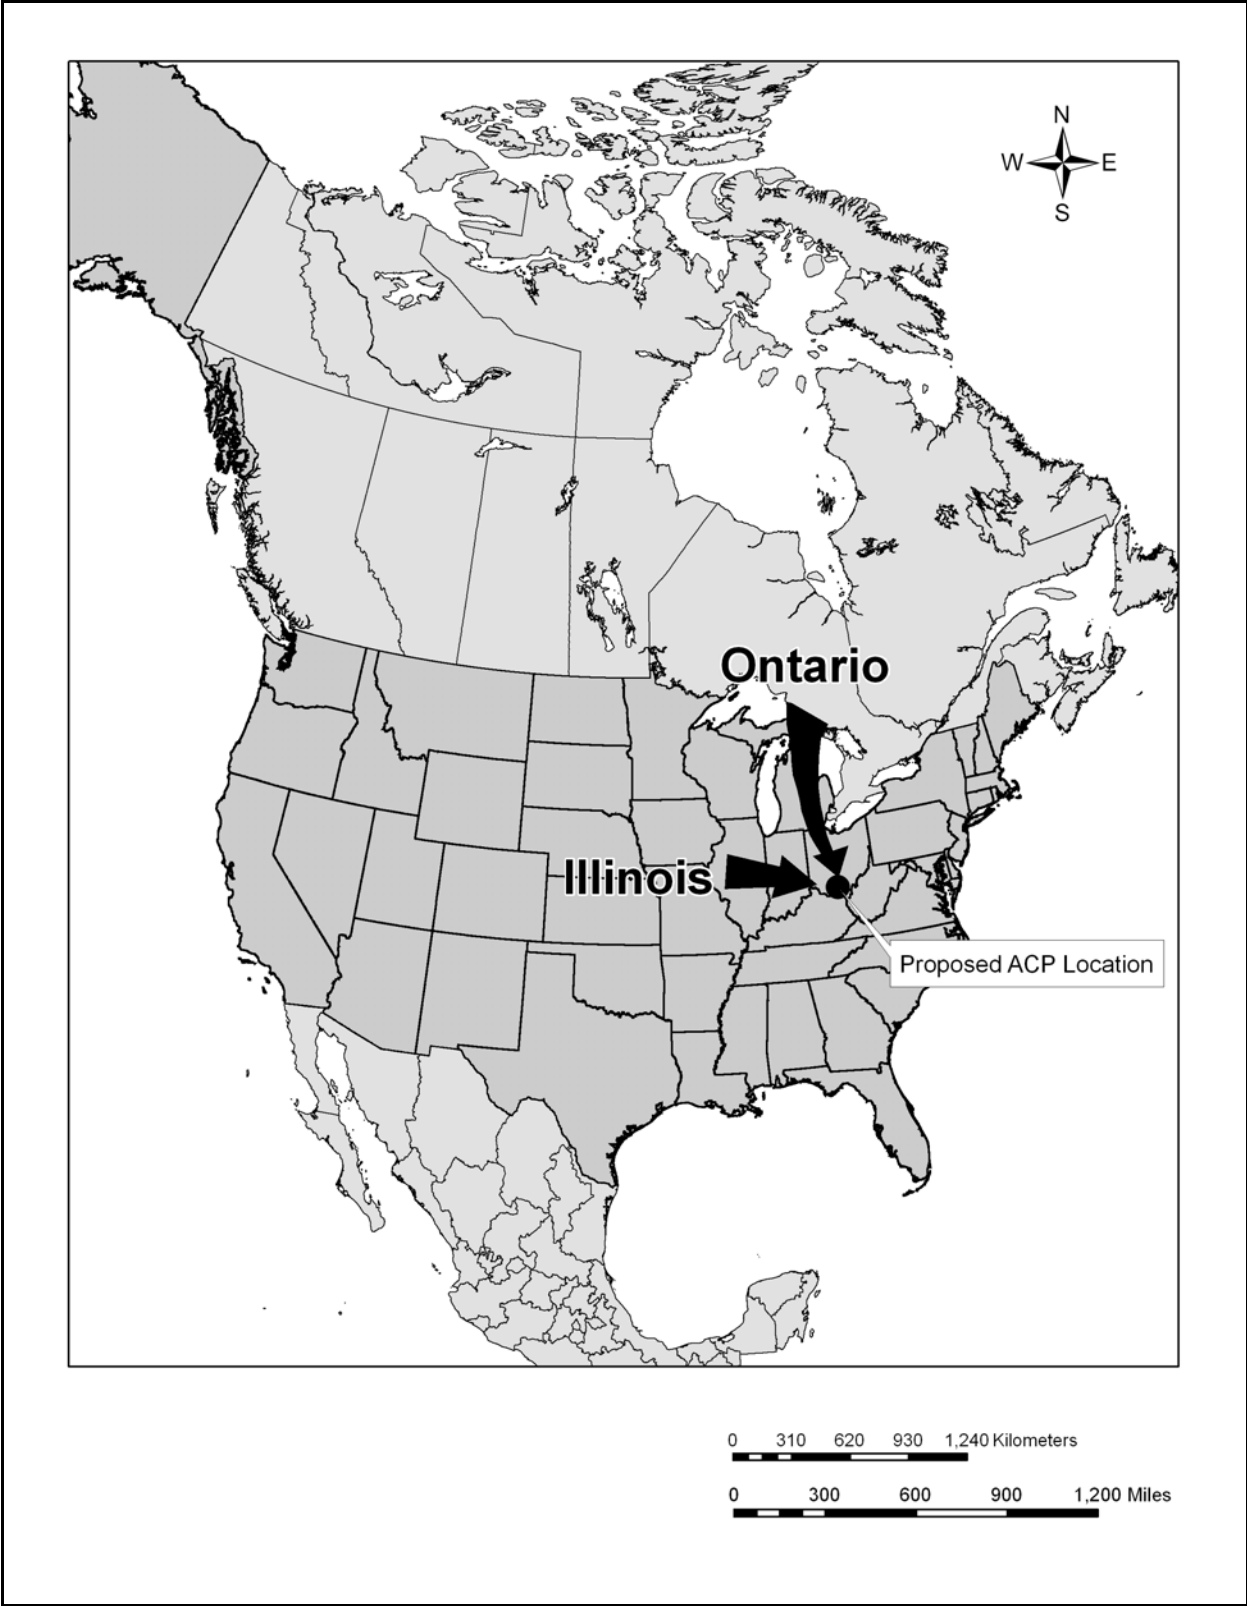 N
W E
S
Ontario
Illinois
Proposed ACP Location
0 310 620 930 1,240 Kilometers
0 300 600 900 1,200 Miles